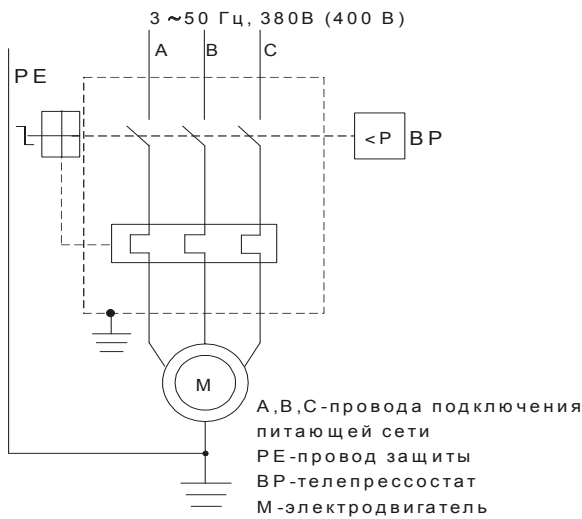 3 ~50 Гц, 380В (400 В)
A B C
PE
<P BP
M
A,B,C-провода подключения
питающей сети
PE-провод защиты
BP-телепрессостат
M-электродвигатель